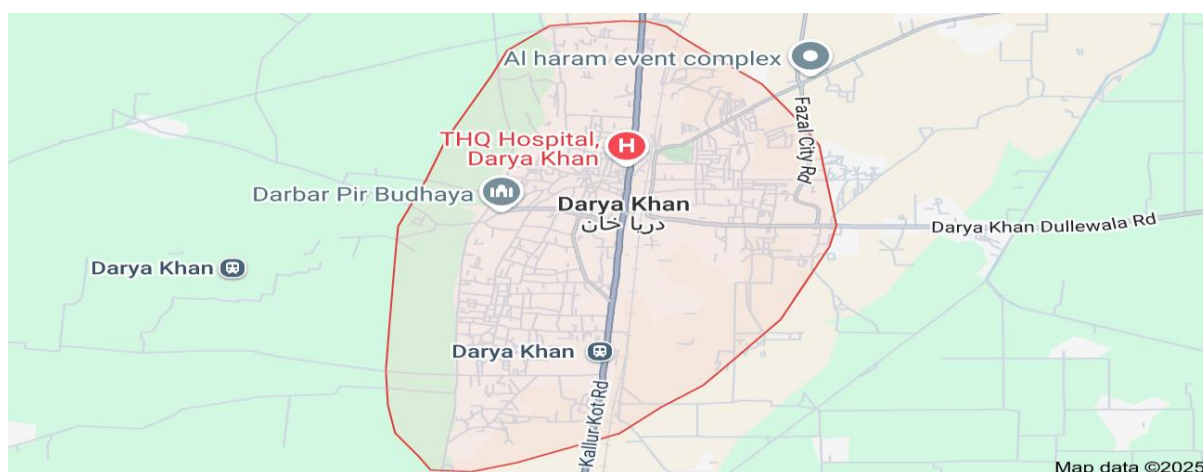 Al haram event complex
Fazal City Rd
THQ Hospital,
Darya Khan
Darbar Pir Budhaya
Darya Khan
دریا خان
Darya Khan Dullewala Rd
Darya Khan
Darya Khan
Kallur Kot Rd
Map data ©2025